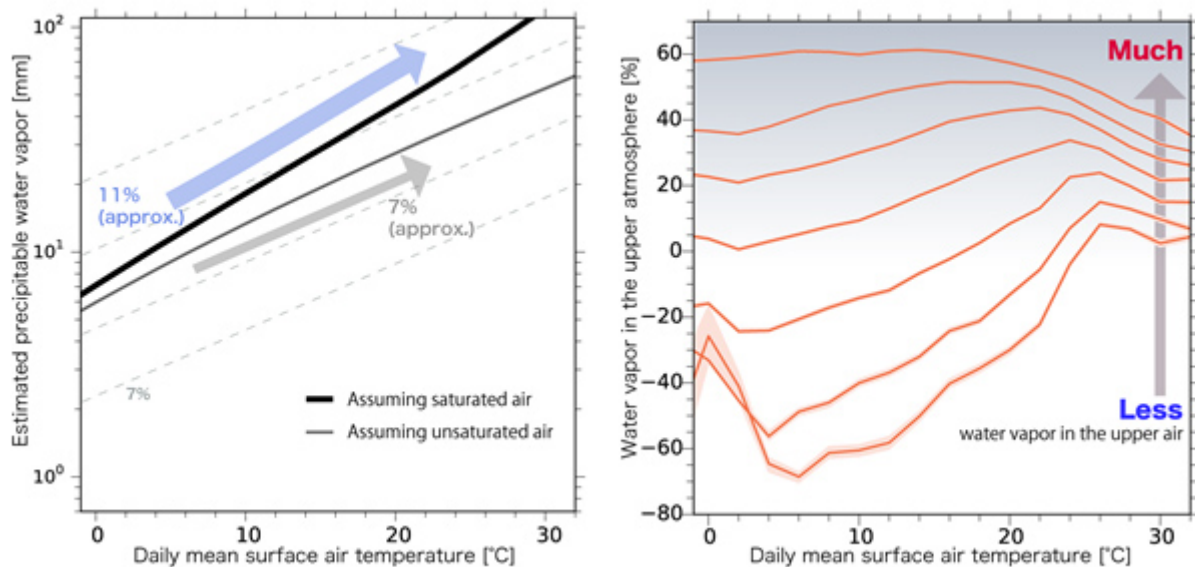 Estimated precipitable water vapor [mm]
10²
10¹
10⁰
11%
(approx.)
7%
(approx.)
7%
Assuming saturated air
Assuming unsaturated air
0
10
20
30
Daily mean surface air temperature [°C]
Water vapor in the upper atmosphere [%]
60
40
20
0
−20
−40
−60
−80
Much
Less
water vapor in the upper air
0
10
20
30
Daily mean surface air temperature [°C]